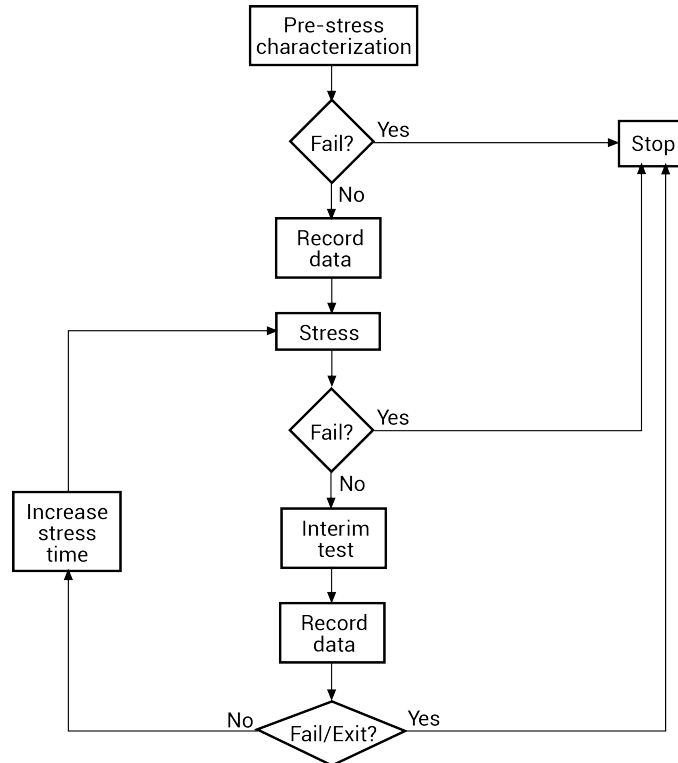 Pre-stress
characterization
Fail?
Yes
Stop
No
Record
data
Stress
Fail?
Yes
No
Increase
stress
time
Interim
test
Record
data
No
Fail/Exit?
Yes